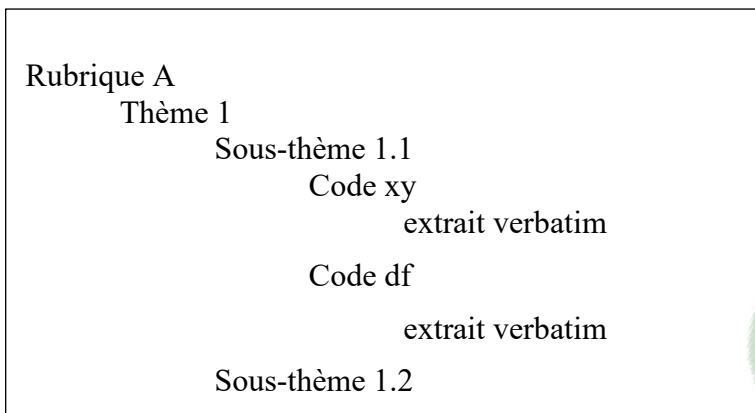 Rubrique A
Thème 1
Sous-thème 1.1
Code xy
extrait verbatim
Code df
extrait verbatim
Sous-thème 1.2